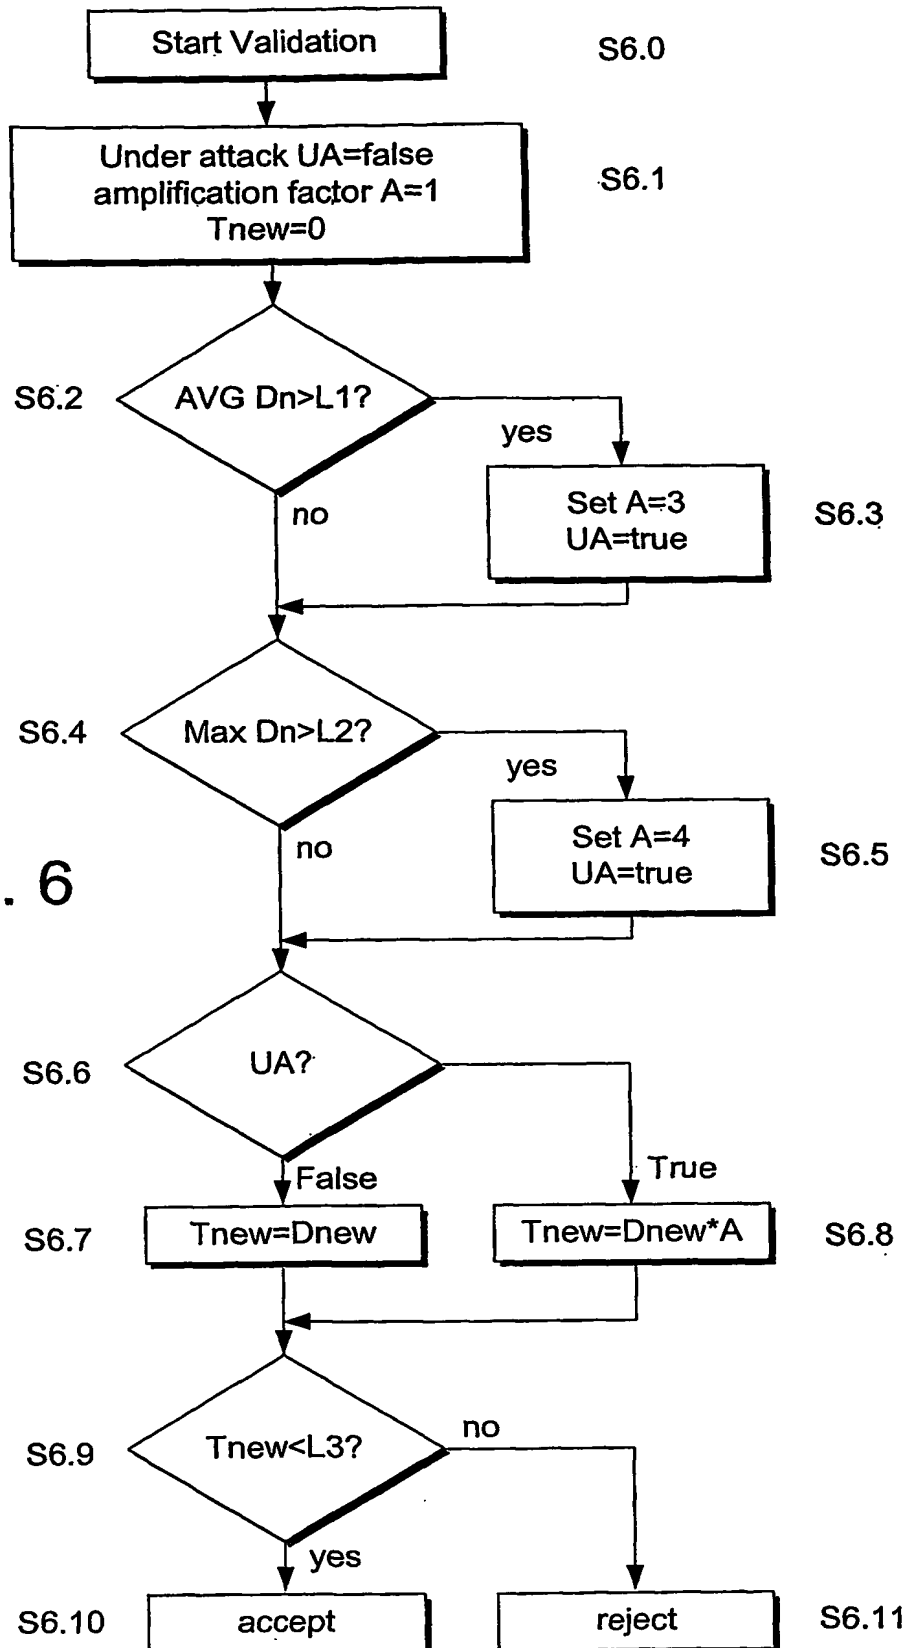 Start Validation
S6.0
Under attack UA=false
amplification factor A=1
Tnew=0
S6.1
S6.2
AVG Dn>L1?
yes
no
Set A=3
UA=true
S6.3
S6.4
Max Dn>L2?
yes
no
Set A=4
UA=true
S6.5
. 6
S6.6
UA?
False
True
S6.7
Tnew=Dnew
Tnew=Dnew*A
S6.8
S6.9
Tnew<L3?
no
yes
S6.10
accept
reject
S6.11